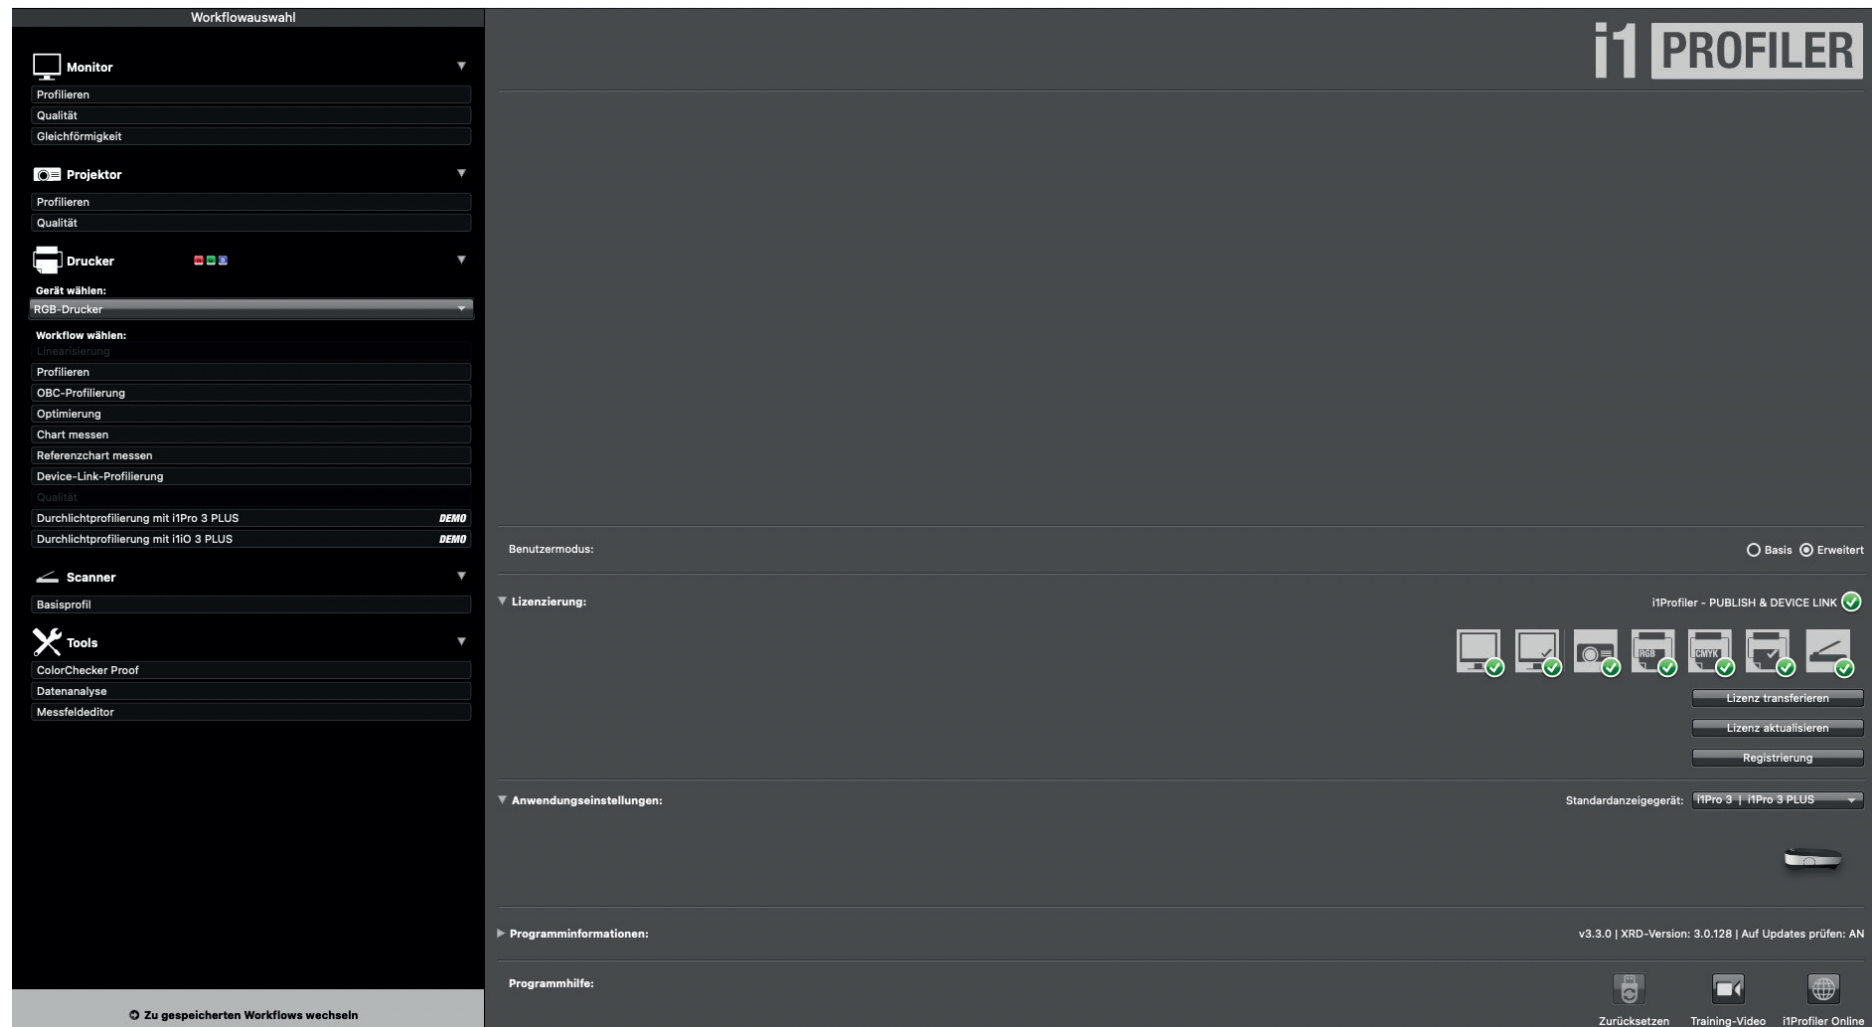 Workflowauswahl
Monitor
Profilieren
Qualität
Gleichförmigkeit
Projektor
Profilieren
Qualität
Drucker
Gerät wählen:
RGB-Drucker
Workflow wählen:
Linearisierung
Profilieren
OBC-Profilierung
Optimierung
Chart messen
Referenzchart messen
Device-Link-Profilierung
Qualität
Durchlichtprofilierung mit i1Pro 3 PLUS DEMO
Durchlichtprofilierung mit i1iO 3 PLUS DEMO
Scanner
Basisprofil
Tools
ColorChecker Proof
Datenanalyse
Messfeldeditor
Zu gespeicherten Workflows wechseln
i1 PROFILER
Benutzermodus: Basis Erweitert
Lizenzierung: i1Profiler - PUBLISH & DEVICE LINK
RGB CMYK
Lizenz transferieren
Lizenz aktualisieren
Registrierung
Anwendungseinstellungen: Standardanzeigegerät: i1Pro 3 | i1Pro 3 PLUS
Programminformationen: v3.3.0 | XRD-Version: 3.0.128 | Auf Updates prüfen: AN
Programmhilfe:
Zurücksetzen Training-Video i1Profiler Online